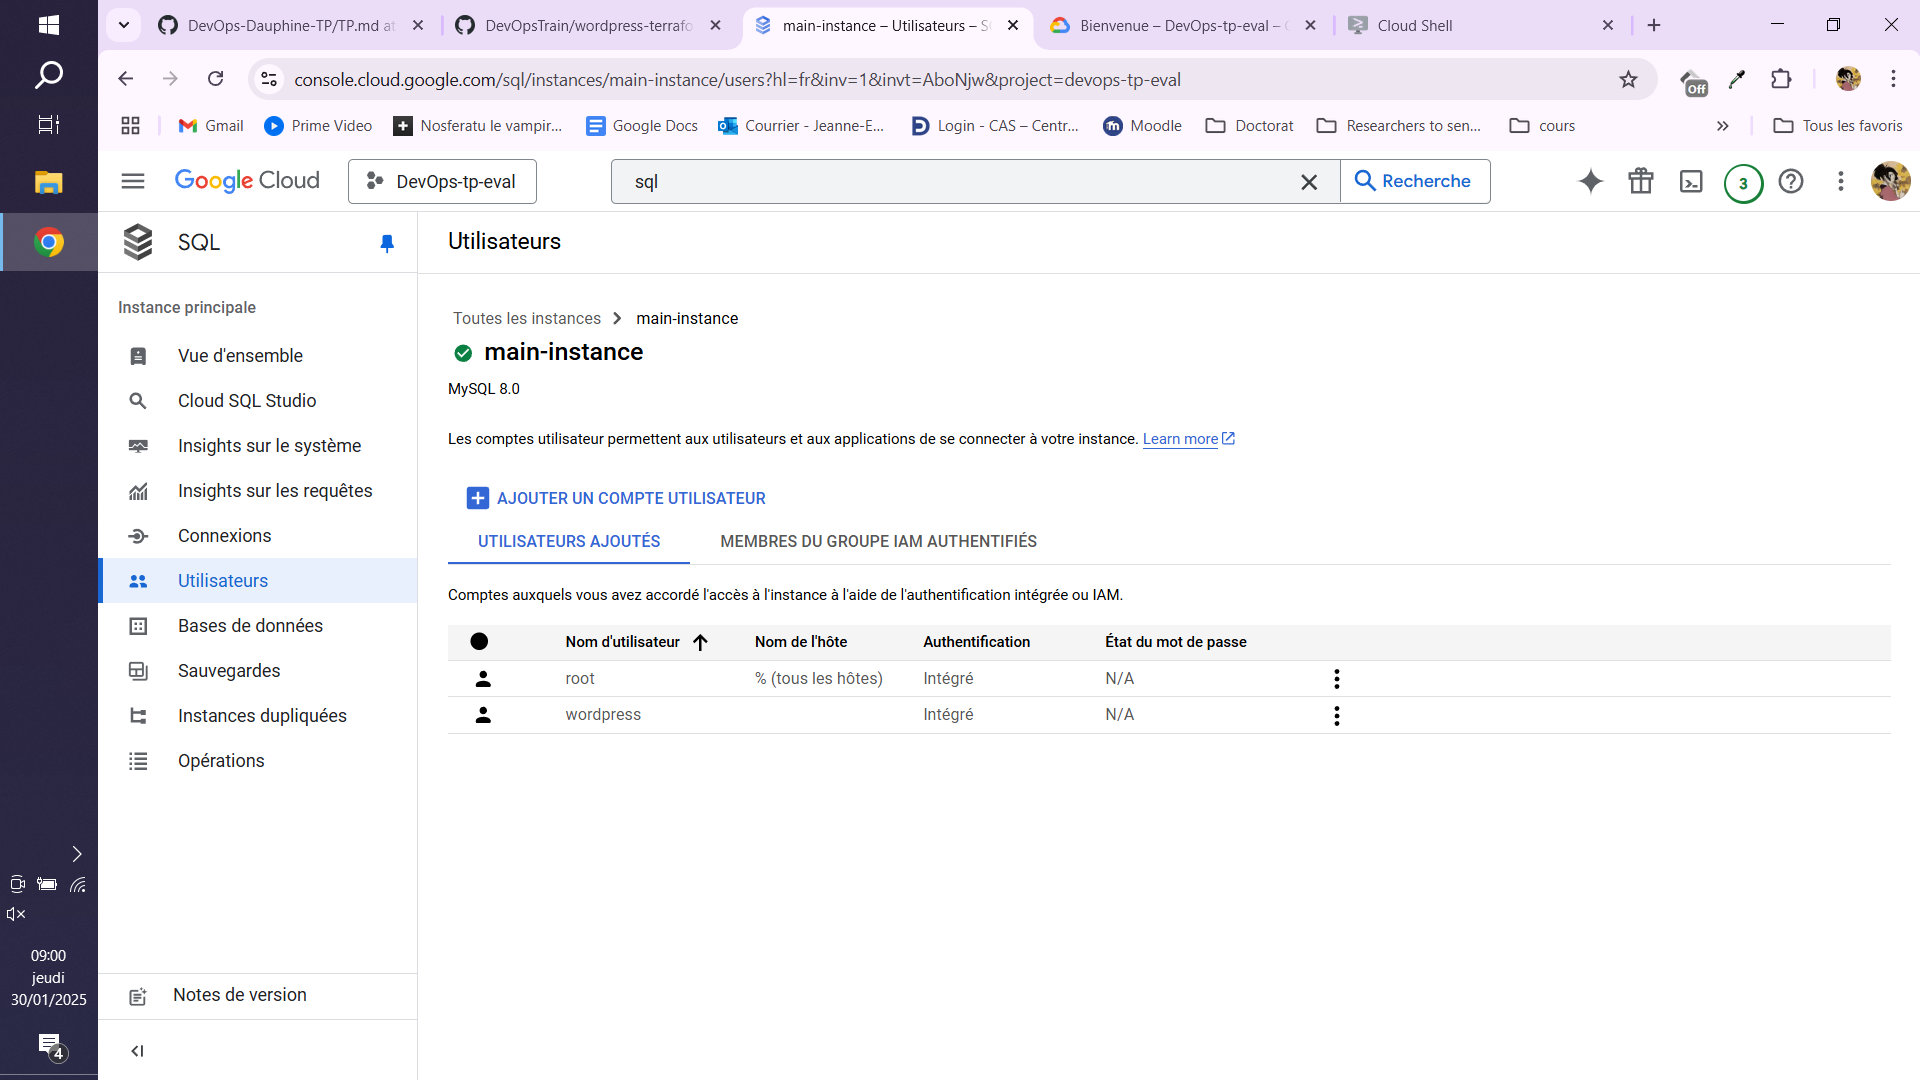 DevOps-Dauphine-TP/TP.md at
DevOpsTrain/wordpress-terrafo
main-instance – Utilisateurs – S
Bienvenue – DevOps-tp-eval –
Cloud Shell
console.cloud.google.com/sql/instances/main-instance/users?hl=fr&inv=1&invt=AboNjw&project=devops-tp-eval
Off
Gmail
Prime Video
Nosferatu le vampir...
Google Docs
Courrier - Jeanne-E...
Login - CAS – Centr...
Moodle
Doctorat
Researchers to sen...
cours
Tous les favoris
Google Cloud
DevOps-tp-eval
sql
Recherche
3
SQL
Utilisateurs
Instance principale
Vue d'ensemble
Cloud SQL Studio
Insights sur le système
Insights sur les requêtes
Connexions
Utilisateurs
Bases de données
Sauvegardes
Instances dupliquées
Opérations
Notes de version
Toutes les instances
main-instance
main-instance
MySQL 8.0
Les comptes utilisateur permettent aux utilisateurs et aux applications de se connecter à votre instance. Learn more
AJOUTER UN COMPTE UTILISATEUR
UTILISATEURS AJOUTÉS
MEMBRES DU GROUPE IAM AUTHENTIFIÉS
Comptes auxquels vous avez accordé l'accès à l'instance à l'aide de l'authentification intégrée ou IAM.
Nom d'utilisateur Nom de l'hôte Authentification État du mot de passe
root % (tous les hôtes) Intégré N/A
wordpress Intégré N/A
09:00
jeudi
30/01/2025
4